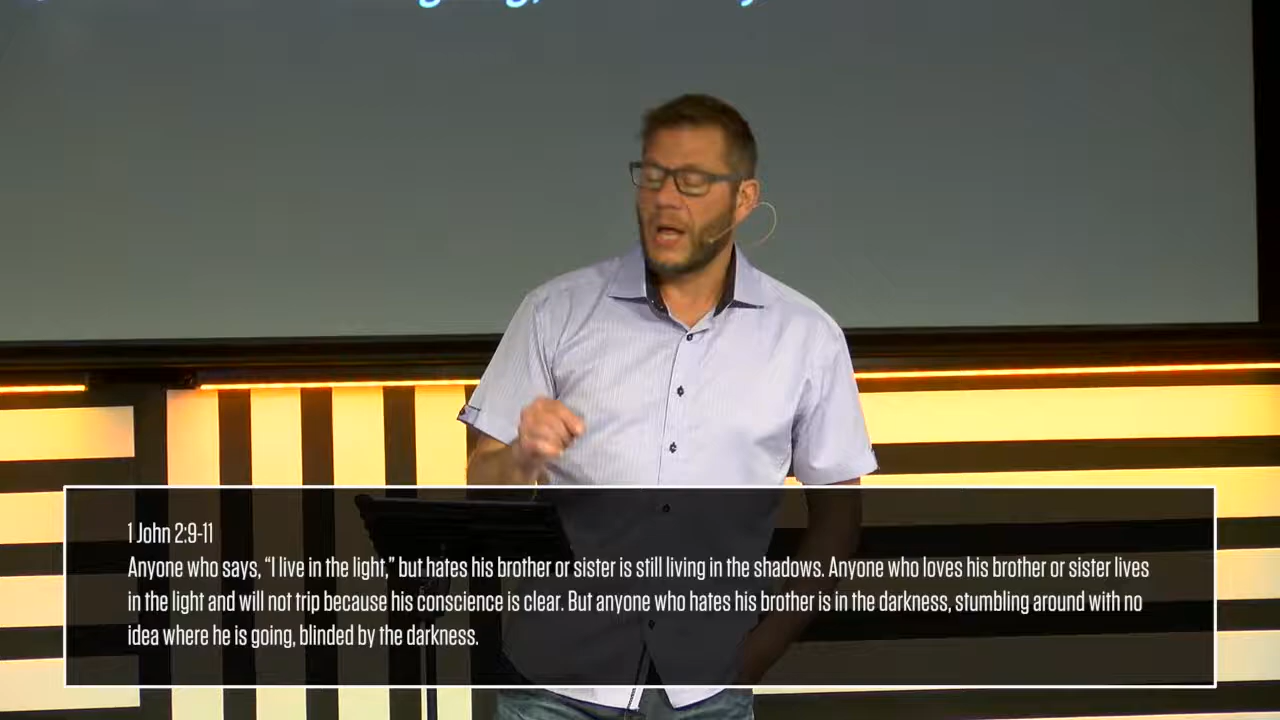 1 John 2:9-11
Anyone who says, “I live in the light,” but hates his brother or sister is still living in the shadows. Anyone who loves his brother or sister lives
in the light and will not trip because his conscience is clear. But anyone who hates his brother is in the darkness, stumbling around with no
idea where he is going, blinded by the darkness.